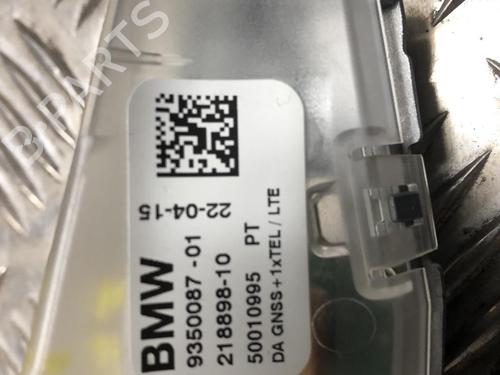 BMW 22-04-15
9350087-01
218898-10
50010995 PT
DA GNSS+1xTEL/LTE
B-PARTS